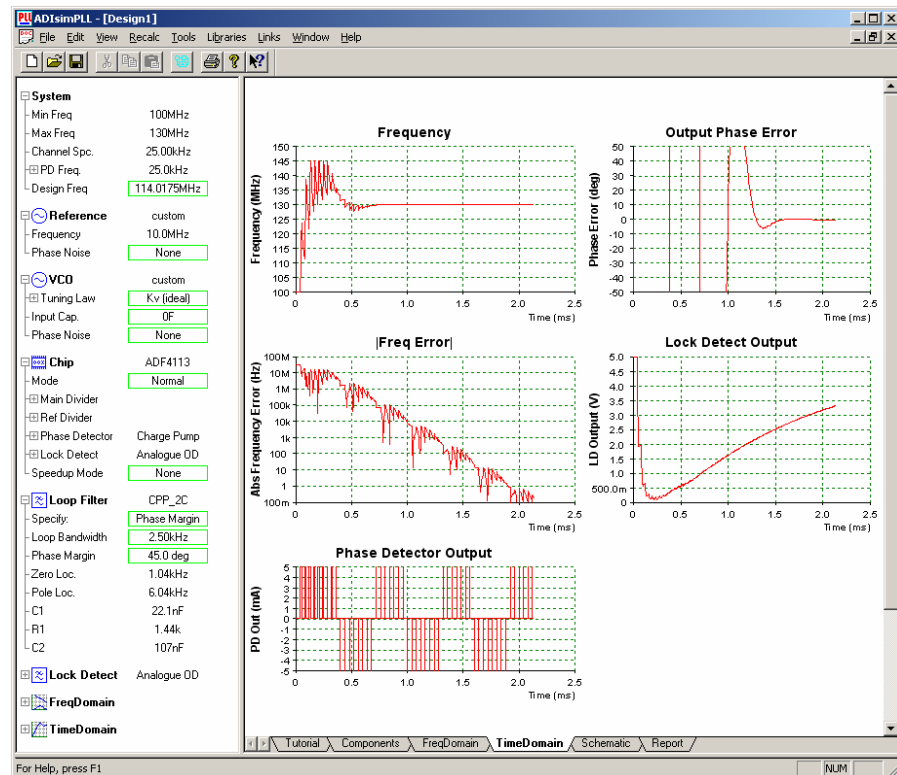 ADIsimPLL - [Design1]
File Edit View Recalc Tools Libraries Links Window Help
System
Min Freq 100MHz
Max Freq 130MHz
Channel Spc. 25.00kHz
PD Freq. 25.0kHz
Design Freq 114.0175MHz
Reference custom
Frequency 10.0MHz
Phase Noise None
VCO custom
Tuning Law Kv (ideal)
Input Cap. 0F
Phase Noise None
Chip ADF4113
Mode Normal
Main Divider
Ref Divider
Phase Detector Charge Pump
Lock Detect Analogue OD
Speedup Mode None
Loop Filter CPP_2C
Specify: Phase Margin
Loop Bandwidth 2.50kHz
Phase Margin 45.0 deg
Zero Loc. 1.04kHz
Pole Loc. 6.04kHz
C1 22.1nF
R1 1.44k
C2 107nF
Lock Detect Analogue OD
FreqDomain
TimeDomain
Frequency
Frequency (MHz)
150
145
140
135
130
125
120
115
110
105
100
0 0.5 1.0 1.5 2.0 2.5
Time (ms)
Output Phase Error
Phase Error (deg)
50
40
30
20
10
0
-10
-20
-30
-40
-50
0 0.5 1.0 1.5 2.0 2.5
Time (ms)
|Freq Error|
Abs Frequency Error (Hz)
100M
10M
1M
100k
10k
1k
100
10
1
100m
0 0.5 1.0 1.5 2.0 2.5
Time (ms)
Lock Detect Output
LD Output (V)
5.0
4.5
4.0
3.5
3.0
2.5
2.0
1.5
1.0
500.0m
0 0.5 1.0 1.5 2.0 2.5
Time (ms)
Phase Detector Output
PD Out (mA)
5
4
3
2
1
0
-1
-2
-3
-4
-5
0 0.5 1.0 1.5 2.0 2.5
Time (ms)
Tutorial Components FreqDomain TimeDomain Schematic Report
For Help, press F1
NUM